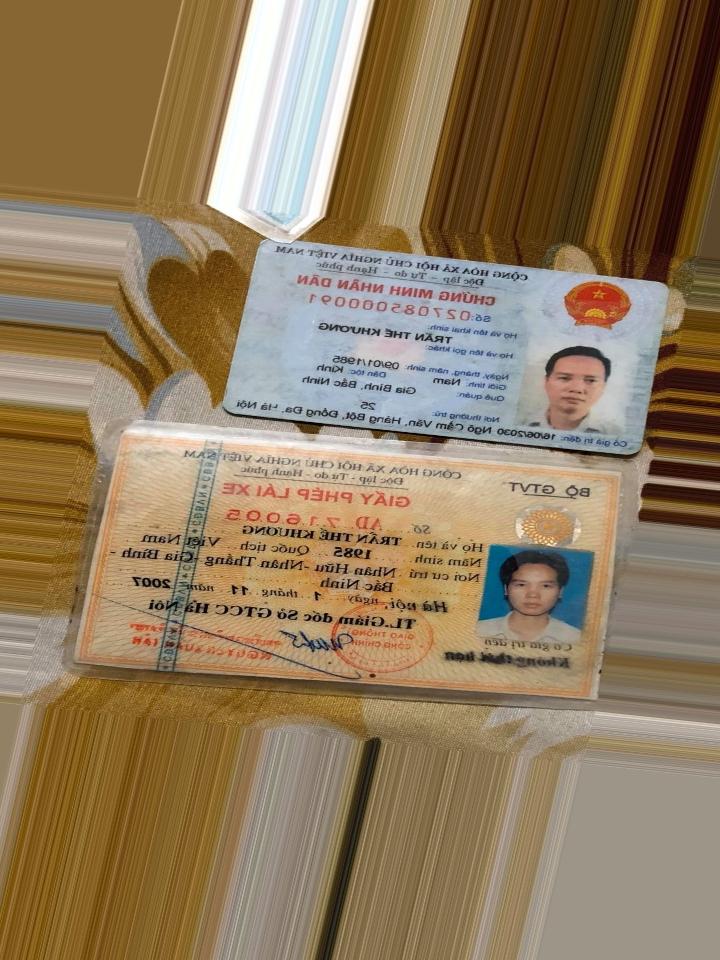 CỘNG HÒA XÃ HỘI CHỦ NGHĨA VIỆT NAM
Độc lập - Tự do - Hạnh phúc
CHỨNG MINH NHÂN DÂN
Số: 027085000091
Họ và tên khai sinh:
TRẦN THẾ KHƯƠNG
Họ và tên gọi khác:
Ngày, tháng, năm sinh: 09/01/1985
Giới tính: Nam Dân tộc: Kinh
Quê quán: Gia Bình, Bắc Ninh
Nơi thường trú: 25
Có giá trị đến: 16/06/2030 Ngõ Cẩm Văn, Hàng Bột, Đống Đa, Hà Nội
BỘ GTVT
CỘNG HÒA XÃ HỘI CHỦ NGHĨA VIỆT NAM
Độc lập - Tự do - Hạnh phúc
GIẤY PHÉP LÁI XE
Số: AD 716005
Họ và tên: TRẦN THẾ KHƯƠNG
Năm sinh 1985 Quốc tịch Việt Nam
Nơi cư trú Nhân Hữu -Nhân Thắng- Gia Bình -
Bắc Ninh
Hà nội, ngày 1 tháng 11 năm 2007
TL.Giám đốc Sở GTCC Hà Nội
GIAO THÔNG
CÔNG CHÍNH
Có giá trị đến
Không thời hạn